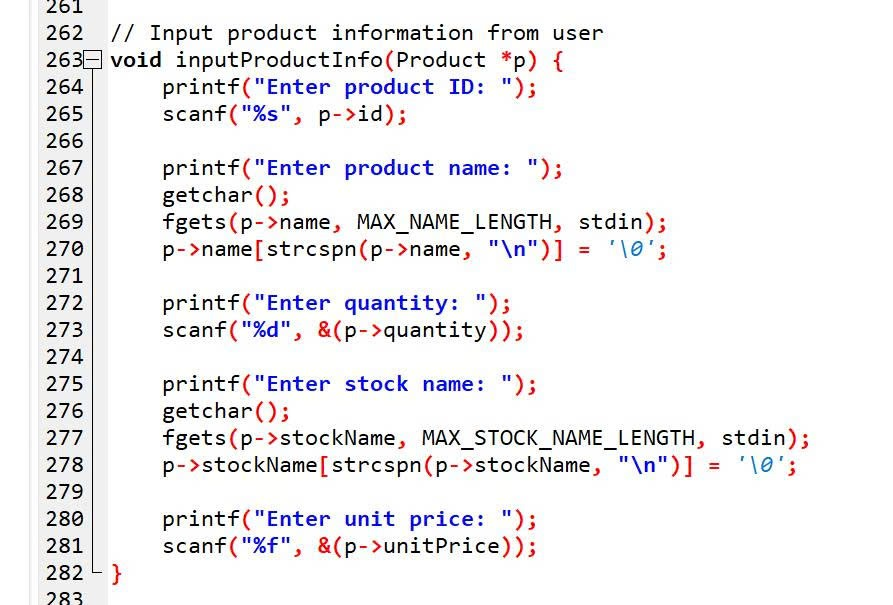 261
262 // Input product information from user
263 void inputProductInfo(Product *p) {
264     printf("Enter product ID: ");
265     scanf("%s", p->id);
266
267     printf("Enter product name: ");
268     getchar();
269     fgets(p->name, MAX_NAME_LENGTH, stdin);
270     p->name[strcspn(p->name, "\n")] = '\0';
271
272     printf("Enter quantity: ");
273     scanf("%d", &(p->quantity));
274
275     printf("Enter stock name: ");
276     getchar();
277     fgets(p->stockName, MAX_STOCK_NAME_LENGTH, stdin);
278     p->stockName[strcspn(p->stockName, "\n")] = '\0';
279
280     printf("Enter unit price: ");
281     scanf("%f", &(p->unitPrice));
282 }
283